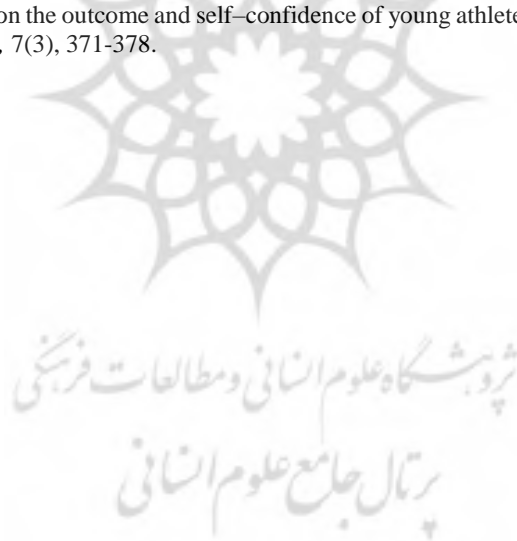 on the outcome and self–confidence of young athlete
, 7(3), 371-378.
پژوهشگاه علوم انسانی و مطالعات فرهنگی
پرتال جامع علوم انسانی